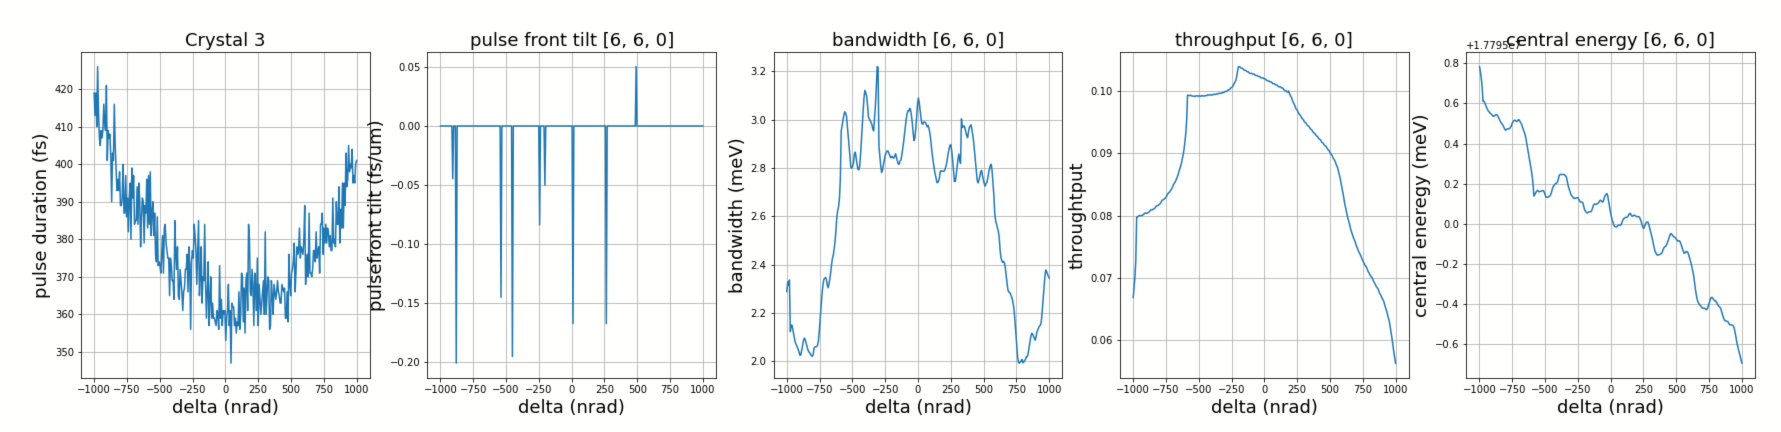 Crystal 3
pulse duration (fs)
420
410
400
390
380
370
360
350
−1000 −750 −500 −250 0 250 500 750 1000
delta (nrad)
pulse front tilt [6, 6, 0]
pulsefront tilt (fs/um)
0.05
0.00
−0.05
−0.10
−0.15
−0.20
−1000 −750 −500 −250 0 250 500 750 1000
delta (nrad)
bandwidth [6, 6, 0]
bandwidth (meV)
3.2
3.0
2.8
2.6
2.4
2.2
2.0
−1000 −750 −500 −250 0 250 500 750 1000
delta (nrad)
throughput [6, 6, 0]
throughtput
0.10
0.09
0.08
0.07
0.06
−1000 −750 −500 −250 0 250 500 750 1000
delta (nrad)
central energy [6, 6, 0]
+1.7795e7
central eneregy (meV)
0.8
0.6
0.4
0.2
0.0
−0.2
−0.4
−0.6
−1000 −750 −500 −250 0 250 500 750 1000
delta (nrad)